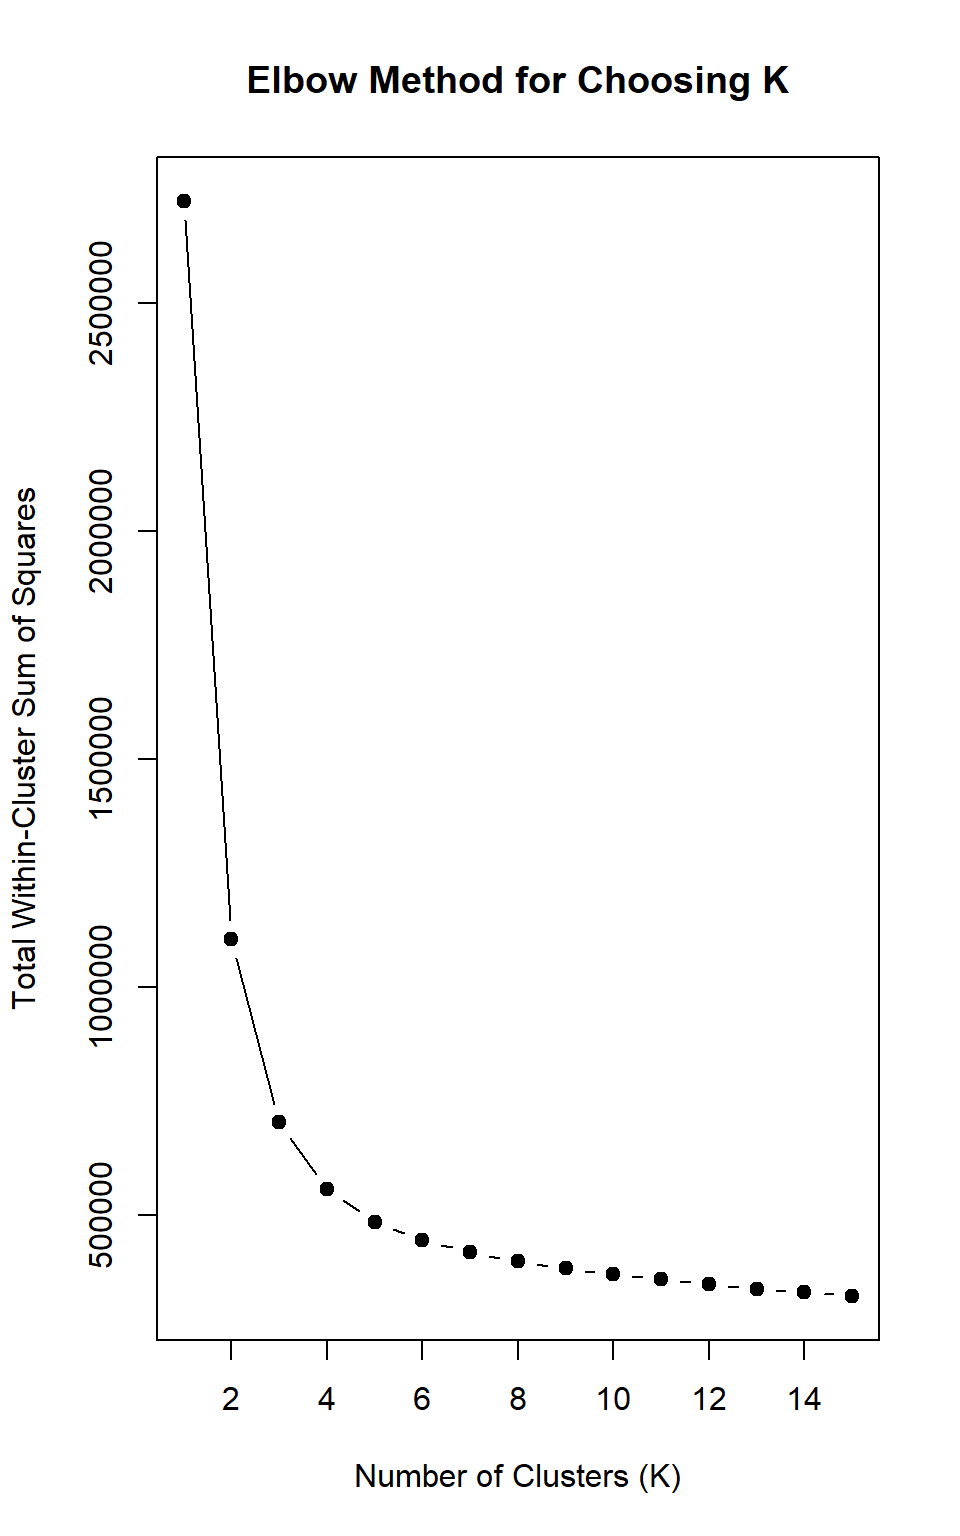 Elbow Method for Choosing K
Total Within-Cluster Sum of Squares
2500000
2000000
1500000
1000000
500000
2 4 6 8 10 12 14
Number of Clusters (K)